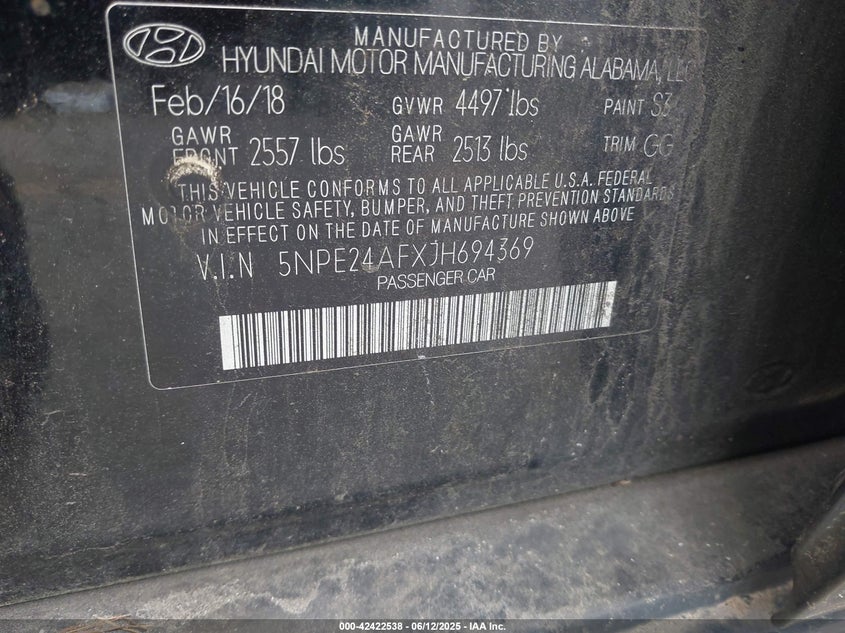 MANUFACTURED BY
HYUNDAI MOTOR MANUFACTURING ALABAMA, LLC
Feb/16/18 GVWR 4497 lbs PAINT S3
GAWR FRONT 2557 lbs GAWR REAR 2513 lbs TRIM GG
THIS VEHICLE CONFORMS TO ALL APPLICABLE U.S.A. FEDERAL
MOTOR VEHICLE SAFETY, BUMPER, AND THEFT PREVENTION STANDARDS
IN EFFECT ON THE DATE OF MANUFACTURE SHOWN ABOVE
V.I.N 5NPE24AFXJH694369
PASSENGER CAR
000-42422538 - 06/12/2025 - IAA Inc.